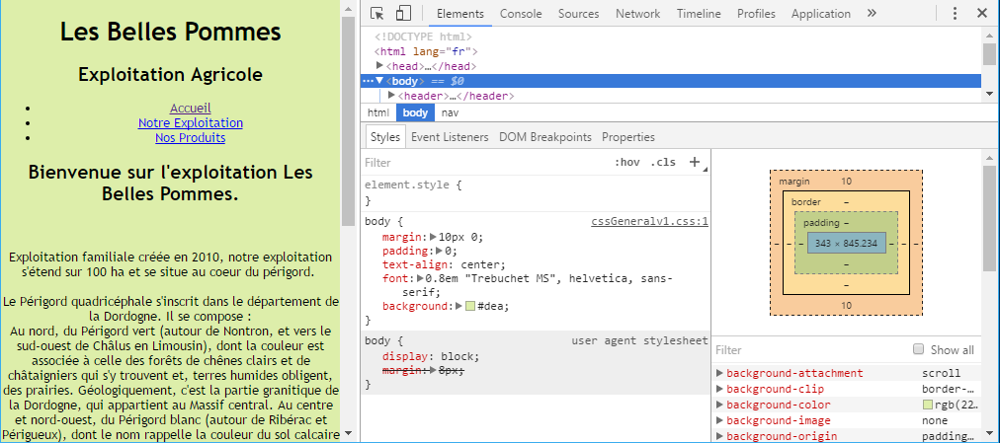 Les Belles Pommes
Exploitation Agricole
Accueil
Notre Exploitation
Nos Produits
Bienvenue sur l'exploitation Les
Belles Pommes.
Exploitation familiale créée en 2010, notre exploitation
s'étend sur 100 ha et se situe au coeur du périgord.
Le Périgord quadricéphale s'inscrit dans le département de
la Dordogne. Il se compose :
Au nord, du Périgord vert (autour de Nontron, et vers le
sud-ouest de Châlus en Limousin), dont la couleur est
associée à celle des forêts de chênes clairs et de
châtaigniers qui s'y trouvent et, terres humides obligent,
des prairies. Géologiquement, c'est la partie granitique de
la Dordogne, qui appartient au Massif central. Au centre
et nord-ouest, du Périgord blanc (autour de Ribérac et
Périgueux), dont le nom rappelle la couleur du sol calcaire
Elements Console Sources Network Timeline Profiles Application »
<!DOCTYPE html>
<html lang="fr">
<head>…</head>
… <body> == $0
<header>…</header>
html body nav
Styles Event Listeners DOM Breakpoints Properties
Filter :hov .cls +
element.style {
}
body { cssGeneralv1.css:1
margin: 10px 0;
padding: 0;
text-align: center;
font: 0.8em "Trebuchet MS", helvetica, sans-
serif;
background: #dea;
}
body { user agent stylesheet
display: block;
margin: 8px;
}
margin 10
border –
padding –
– – – 343 × 845.234 – – –
–
–
10
Filter Show all
background-attachment scroll
background-clip border-…
background-color rgb(22…
background-image none
background-origin padding…